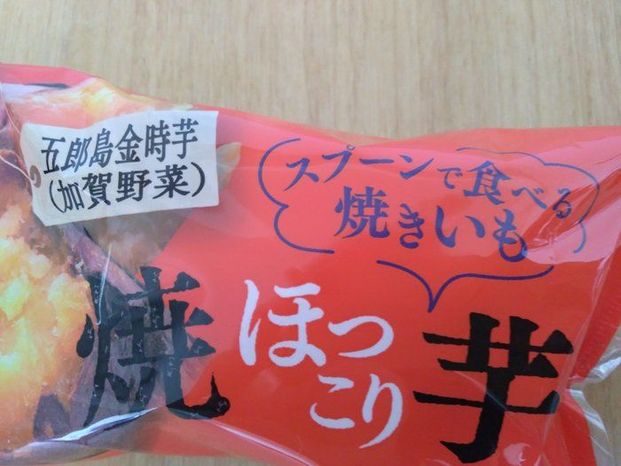 五郎島金時芋
(加賀野菜)
スプーンで食べる
焼きいも
焼
ほっ
こり
芋